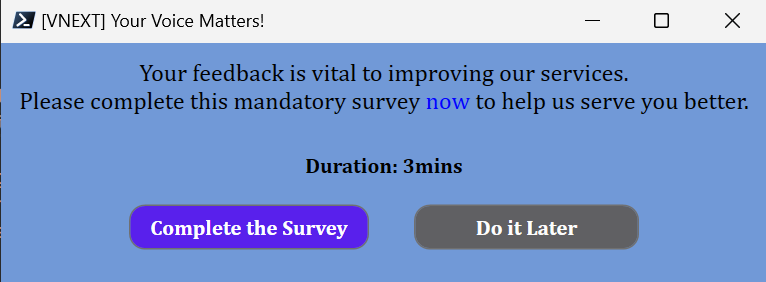 [VNEXT] Your Voice Matters!
Your feedback is vital to improving our services.
Please complete this mandatory survey now to help us serve you better.
Duration: 3mins
Complete the Survey
Do it Later